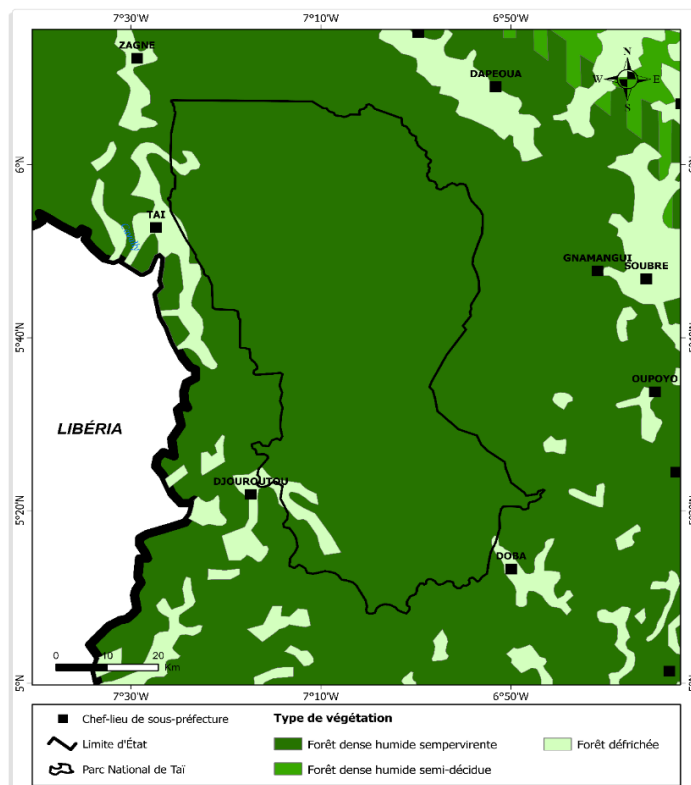 7°30'W 7°10'W 6°50'W
ZAGNE
DAPEOUA
N
W E
S
6°N
TAI
GNAMANGUI
SOUBRE
5°40'N
OUPOYO
LIBÉRIA
DJOUROUTOU
5°20'N
DOBA
0 10 20
Km
5°N 5°N
7°30'W 7°10'W 6°50'W
Chef-lieu de sous-préfecture
Limite d'État
Parc National de Taï
Type de végétation
Forêt dense humide sempervirente
Forêt défrichée
Forêt dense humide semi-décidue